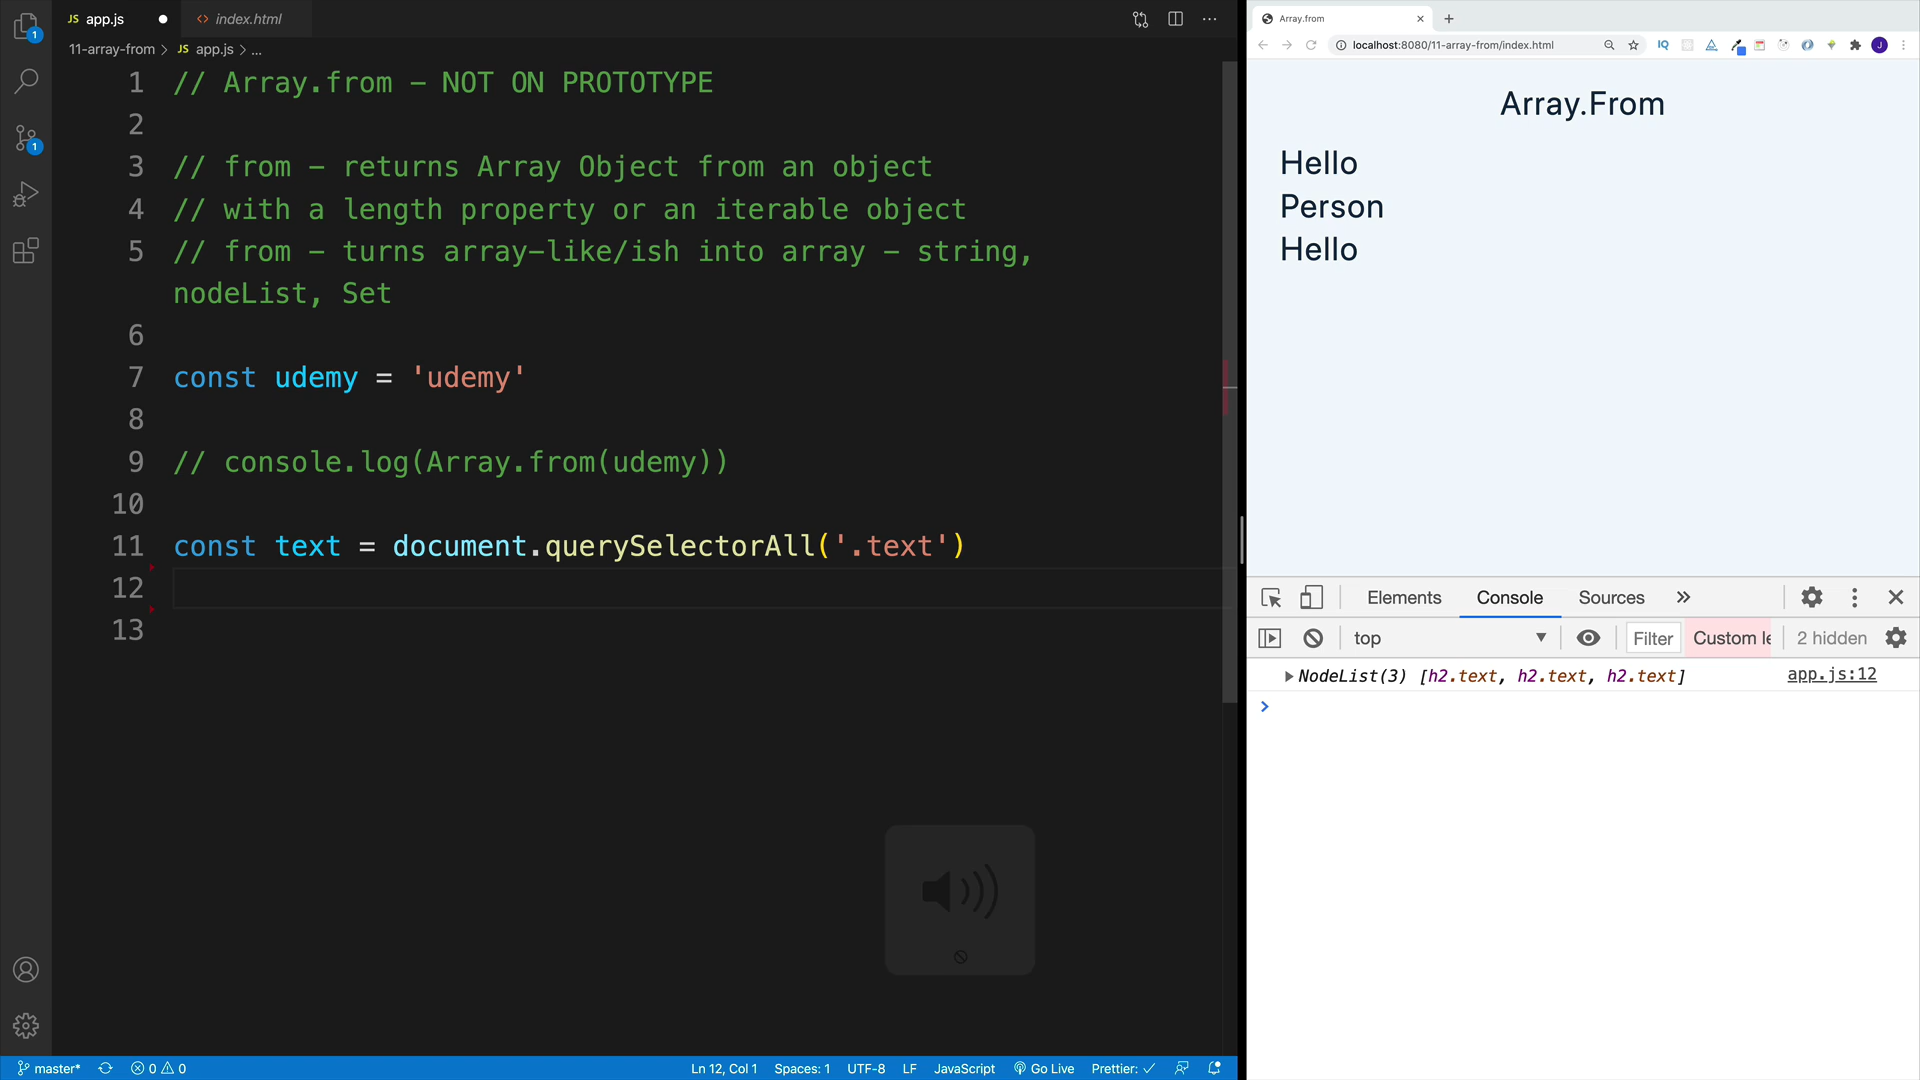 JS app.js
<> index.html
11-array-from > JS app.js > ...
1 // Array.from – NOT ON PROTOTYPE
2
3 // from – returns Array Object from an object
4 // with a length property or an iterable object
5 // from – turns array-like/ish into array – string,
nodeList, Set
6
7 const udemy = 'udemy'
8
9 // console.log(Array.from(udemy))
10
11 const text = document.querySelectorAll('.text')
12
13
1
1
master*
0 0
Ln 12, Col 1
Spaces: 1
UTF-8
LF
JavaScript
Go Live
Prettier: ✓
Array.from
localhost:8080/11-array-from/index.html
IQ
J
Array.From
Hello
Person
Hello
Elements
Console
Sources
top
Filter
Custom le
2 hidden
NodeList(3) [h2.text, h2.text, h2.text]
app.js:12